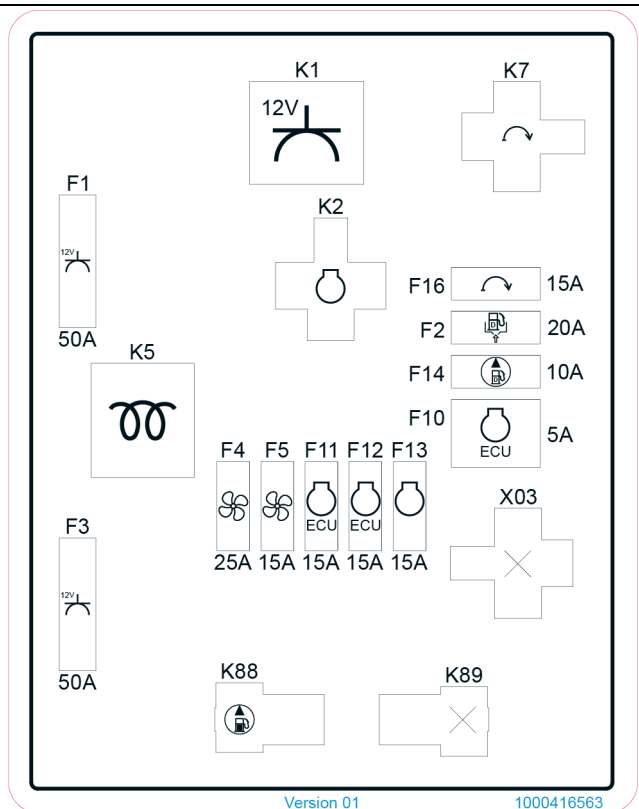 K1
K7
12V
F1
K2
12V
F16
15A
F2
D
20A
50A
K5
F14
D
10A
F10
ECU
5A
F4 F5 F11 F12 F13
X03
F3
ECU ECU
25A 15A 15A 15A 15A
12V
50A
K88
K89
Version 01
1000416563